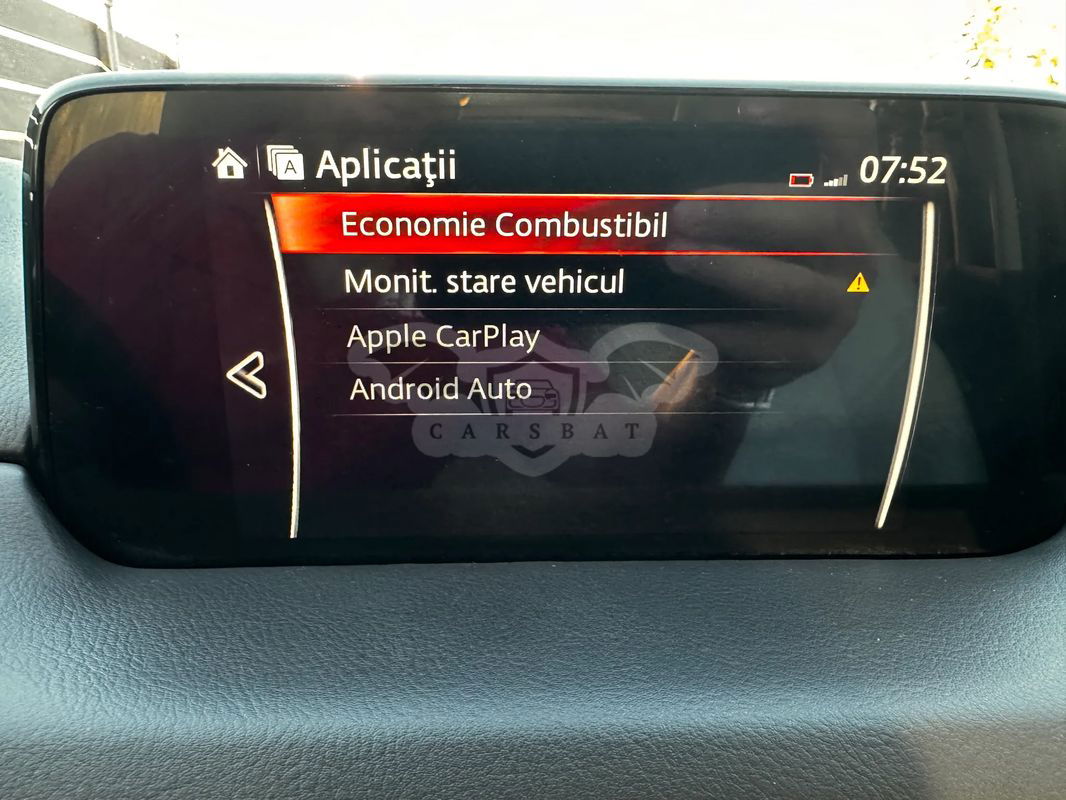 A Aplicaţii 07:52
Economie Combustibil
Monit. stare vehicul
Apple CarPlay
Android Auto
CARSBAT